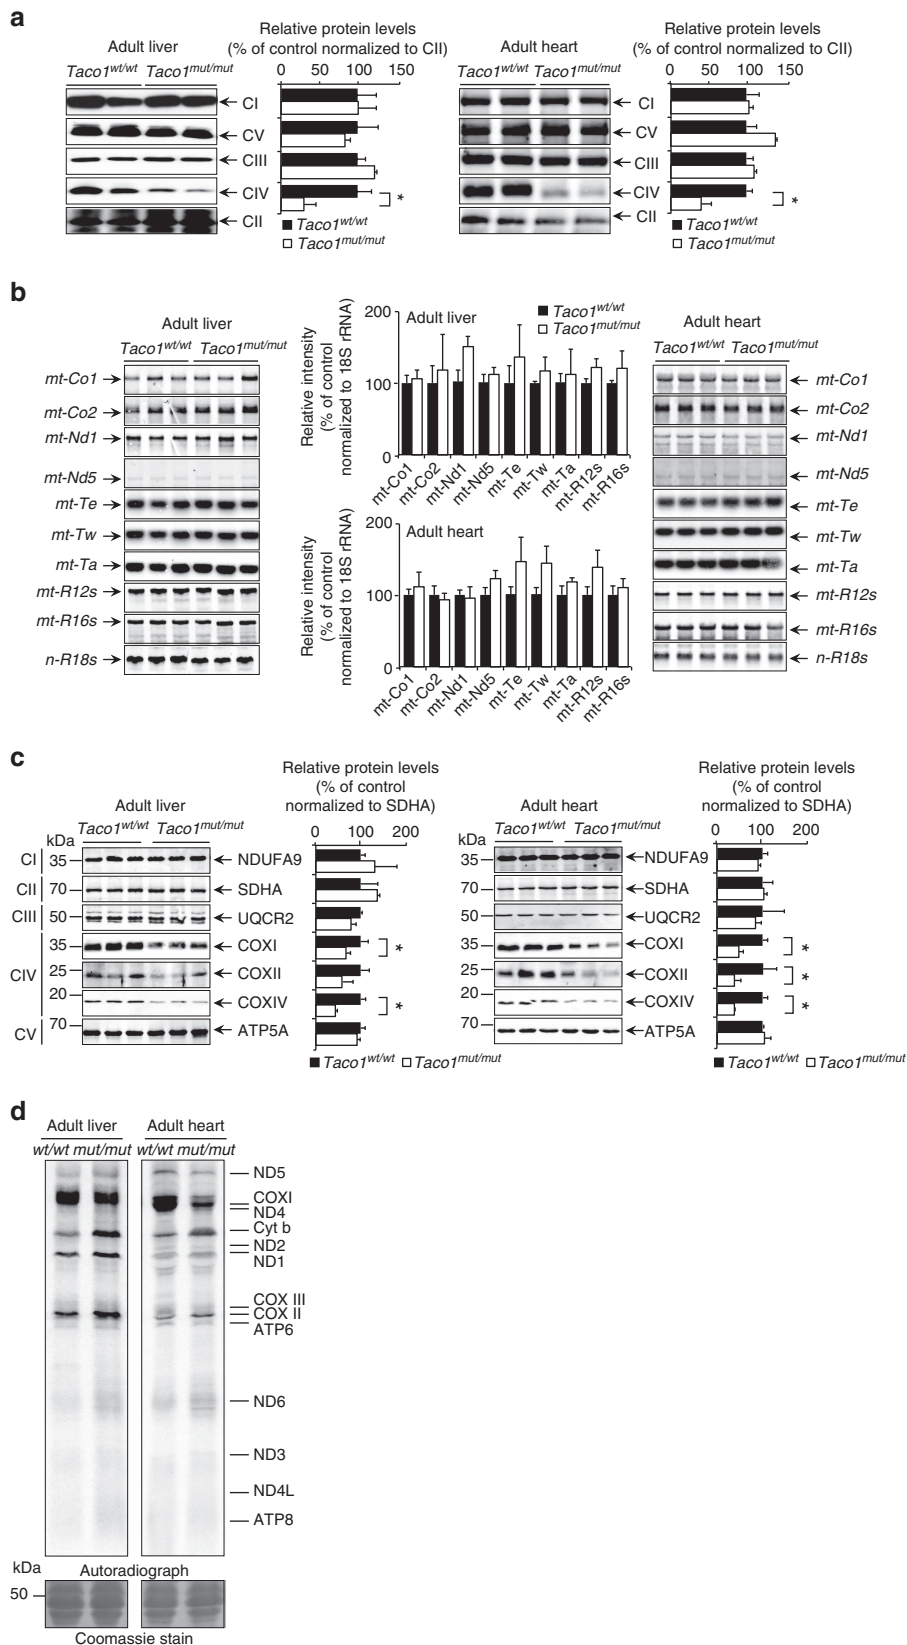 a
Relative protein levels
(% of control normalized to CII)
Adult liver
Taco1wt/wt Taco1mut/mut
0 50 100 150
CI
CV
CIII
CIV
*
CII
Taco1wt/wt
Taco1mut/mut
Relative protein levels
(% of control normalized to CII)
Adult heart
Taco1wt/wt Taco1mut/mut
0 50 100 150
CI
CV
CIII
CIV
*
CII
Taco1wt/wt
Taco1mut/mut
b
Adult liver
Taco1wt/wt Taco1mut/mut
mt-Co1
mt-Co2
mt-Nd1
mt-Nd5
mt-Te
mt-Tw
mt-Ta
mt-R12s
mt-R16s
n-R18s
Relative intensity
(% of control
normalized to 18S rRNA)
200
100
0
Adult liver
Taco1wt/wt
Taco1mut/mut
mt-Co1 mt-Co2 mt-Nd1 mt-Nd5 mt-Te mt-Tw mt-Ta mt-R12s mt-R16s
Relative intensity
(% of control
normalized to 18S rRNA)
200
100
0
Adult heart
mt-Co1 mt-Co2 mt-Nd1 mt-Nd5 mt-Te mt-Tw mt-Ta mt-R12s mt-R16s
Adult heart
Taco1wt/wt Taco1mut/mut
mt-Co1
mt-Co2
mt-Nd1
mt-Nd5
mt-Te
mt-Tw
mt-Ta
mt-R12s
mt-R16s
n-R18s
c
Relative protein levels
(% of control
normalized to SDHA)
Adult liver
Taco1wt/wt Taco1mut/mut
0 100 200
kDa
CI 35 NDUFA9
CII 70 SDHA
CIII 50 UQCR2
CIV
35 COXI *
25 COXII
20 COXIV *
CV 70 ATP5A
Taco1wt/wt Taco1mut/mut
Relative protein levels
(% of control
normalized to SDHA)
Adult heart
Taco1wt/wt Taco1mut/mut
0 100 200
kDa
35 NDUFA9
70 SDHA
50 UQCR2
35 COXI *
25 COXII *
20 COXIV *
70 ATP5A
Taco1wt/wt Taco1mut/mut
d
Adult liver Adult heart
wt/wt mut/mut wt/wt mut/mut
ND5
COXI
ND4
Cyt b
ND2
ND1
COX III
COX II
ATP6
ND6
ND3
ND4L
ATP8
kDa
Autoradiograph
50
Coomassie stain